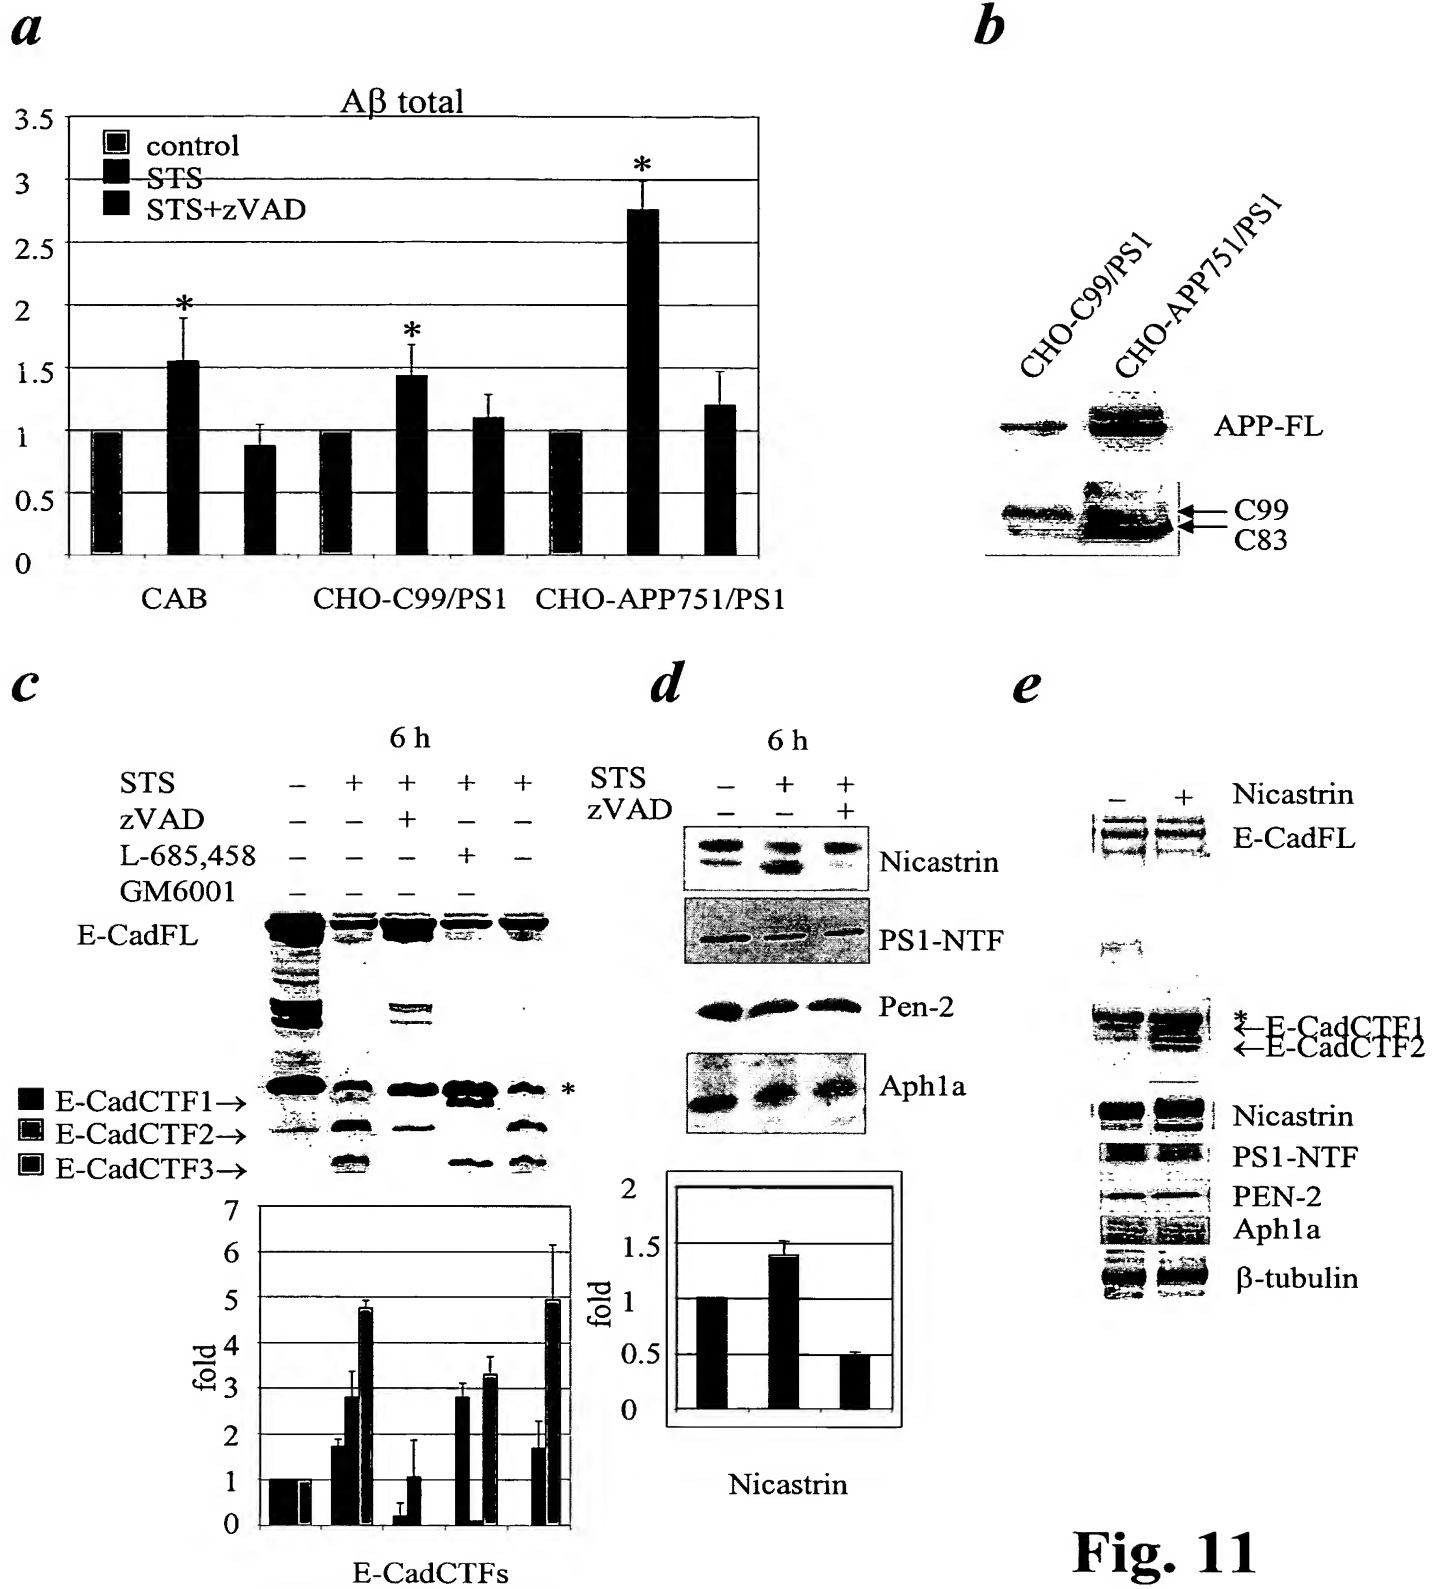 a
Aβ total
3.5
3
2.5
2
1.5
1
0.5
0
control
STS
STS+zVAD
*
*
*
CAB
CHO-C99/PS1
CHO-APP751/PS1
b
CHO-C99/PS1
CHO-APP751/PS1
APP-FL
C99
C83
c
6 h
STS – + + + +
zVAD – – + – –
L-685,458 – – – + –
GM6001 – – – –
E-CadFL
*
E-CadCTF1→
E-CadCTF2→
E-CadCTF3→
7
6
5
4
3
2
1
0
fold
E-CadCTFs
d
6 h
STS – + +
zVAD – – +
Nicastrin
PS1-NTF
Pen-2
Aph1a
2
1.5
1
0.5
0
fold
Nicastrin
e
– + Nicastrin
E-CadFL
*
←E-CadCTF1
←E-CadCTF2
Nicastrin
PS1-NTF
PEN-2
Aph1a
β-tubulin
Fig. 11